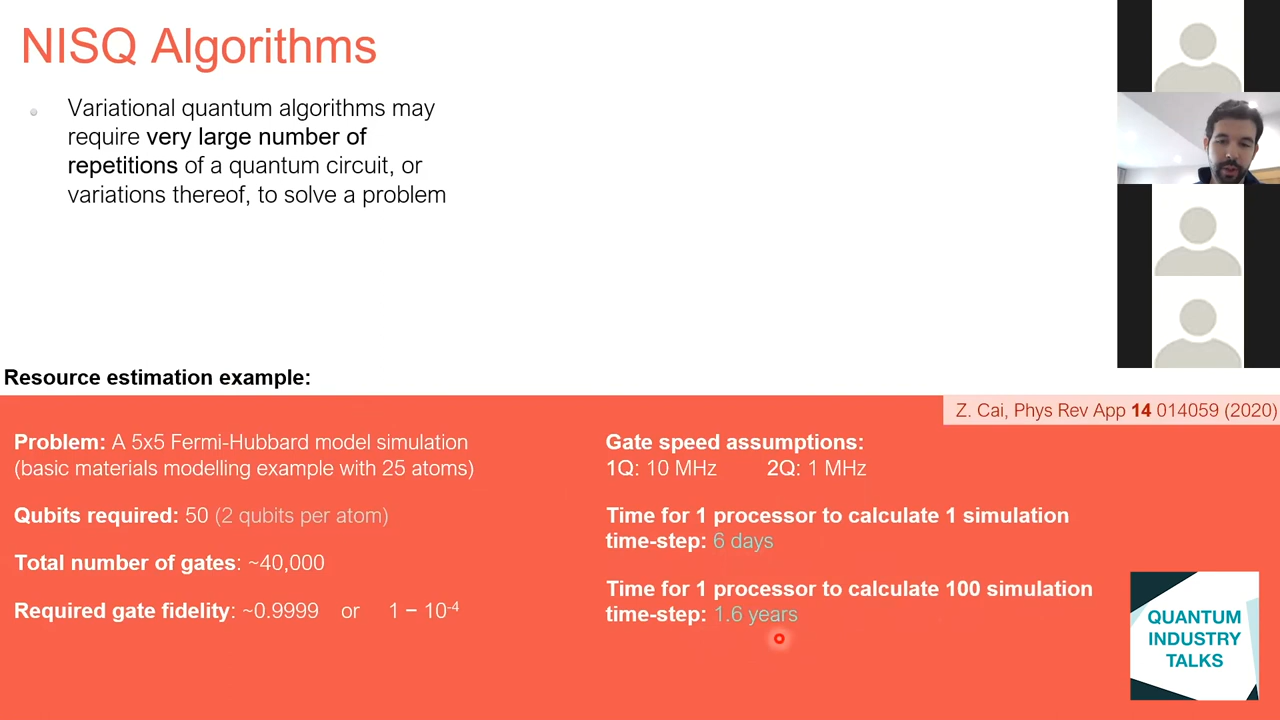 NISQ Algorithms
Variational quantum algorithms may
require very large number of
repetitions of a quantum circuit, or
variations thereof, to solve a problem
Resource estimation example:
Z. Cai, Phys Rev App 14 014059 (2020)
Problem: A 5x5 Fermi-Hubbard model simulation
(basic materials modelling example with 25 atoms)
Qubits required: 50 (2 qubits per atom)
Total number of gates: ~40,000
Required gate fidelity: ~0.9999 or 1 − 10⁻⁴
Gate speed assumptions:
1Q: 10 MHz 2Q: 1 MHz
Time for 1 processor to calculate 1 simulation
time-step: 6 days
Time for 1 processor to calculate 100 simulation
time-step: 1.6 years
QUANTUM
INDUSTRY
TALKS